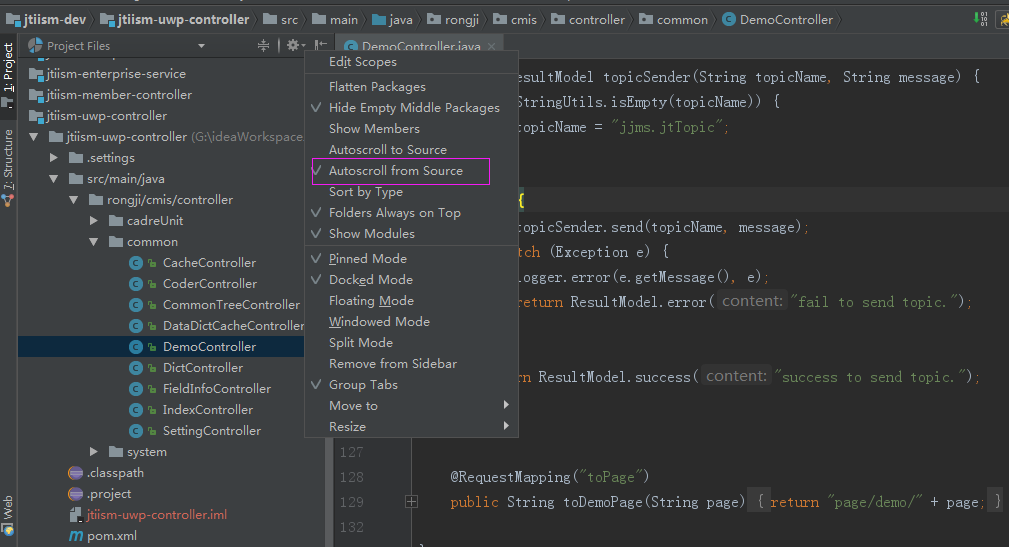 jtiism-dev jtiism-uwp-controller src main java rongji cmis controller common DemoController
1: Project
7: Structure
Web
Project Files
jtiism-enterprise-service
jtiism-member-controller
jtiism-uwp-controller
jtiism-uwp-controller (G:\ideaWorkspace
.settings
src/main/java
rongji/cmis/controller
cadreUnit
common
CacheController
CoderController
CommonTreeController
DataDictCacheController
DemoController
DictController
FieldInfoController
IndexController
SettingController
system
.classpath
.project
jtiism-uwp-controller.iml
pom.xml
Edit Scopes
Flatten Packages
Hide Empty Middle Packages
Show Members
Autoscroll to Source
Autoscroll from Source
Sort by Type
Folders Always on Top
Show Modules
Pinned Mode
Docked Mode
Floating Mode
Windowed Mode
Split Mode
Remove from Sidebar
Group Tabs
Move to
Resize
DemoController.java
esultModel topicSender(String topicName, String message) {
StringUtils.isEmpty(topicName)) {
topicName = "jjms.jtTopic";
{
topicSender.send(topicName, message);
tch (Exception e) {
logger.error(e.getMessage(), e);
return ResultModel.error( content: "fail to send topic.");
rn ResultModel.success( content: "success to send topic.");
127
128 @RequestMapping("toPage")
129 public String toDemoPage(String page) { return "page/demo/" + page; }
132